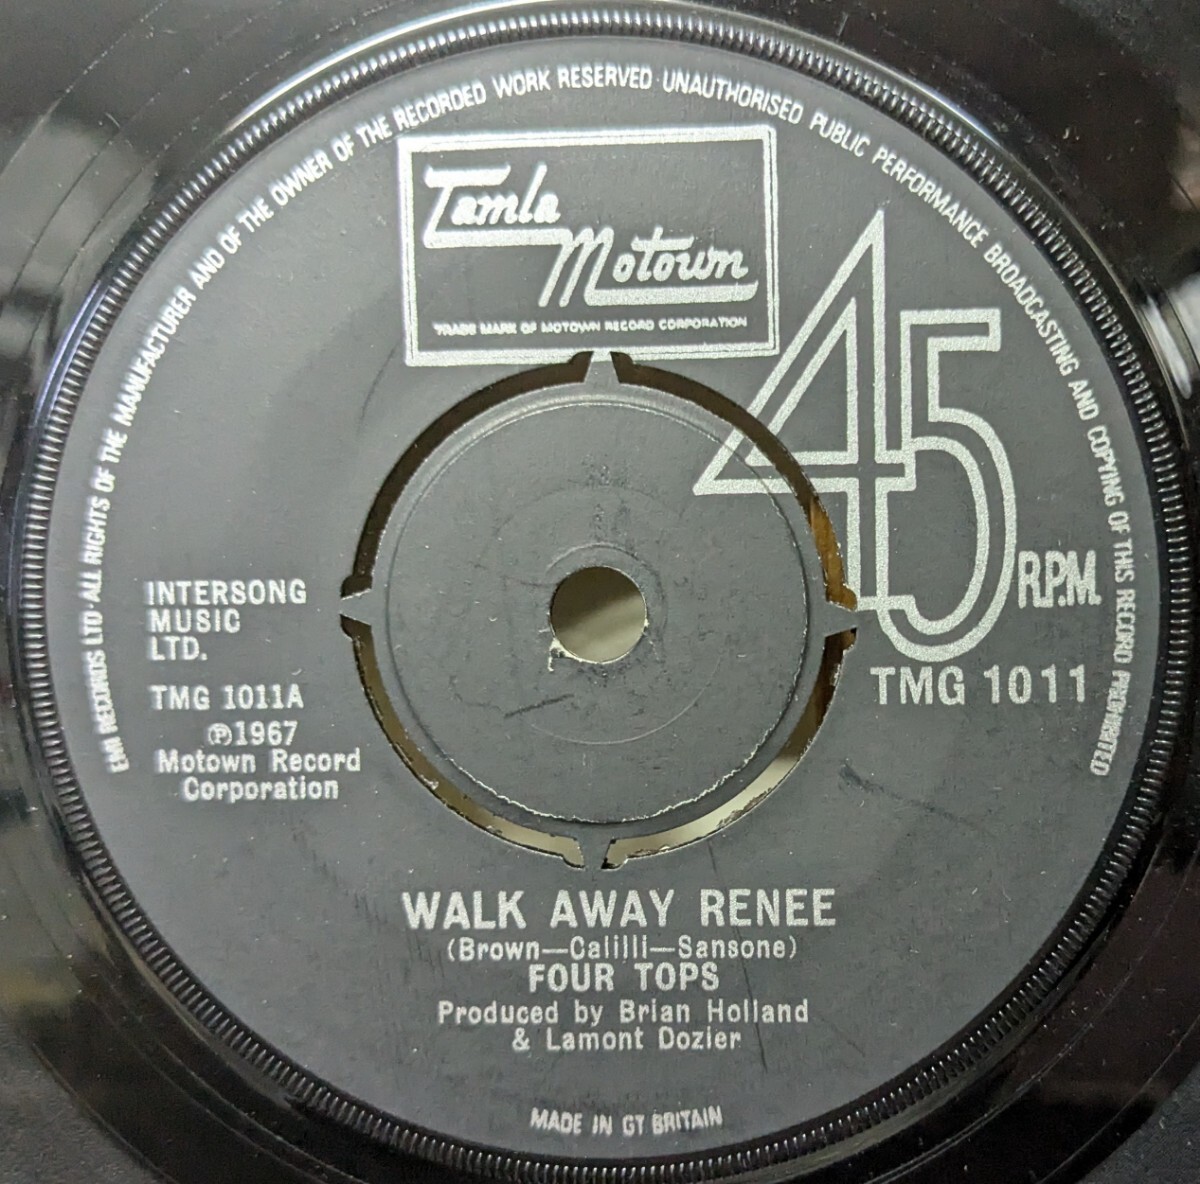 EMI RECORDS LTD · ALL RIGHTS OF THE MANUFACTURER AND OF THE OWNER OF THE RECORDED WORK RESERVED · UNAUTHORISED PUBLIC PERFORMANCE BROADCASTING AND COPYING OF THIS RECORD PROHIBITED
Tamla
Motown
TRADE MARK OF MOTOWN RECORD CORPORATION
45
R.P.M.
TMG 1011
INTERSONG
MUSIC
LTD.
TMG 1011A
℗1967
Motown Record
Corporation
WALK AWAY RENEE
(Brown—Calilli—Sansone)
FOUR TOPS
Produced by Brian Holland
& Lamont Dozier
MADE IN GT BRITAIN